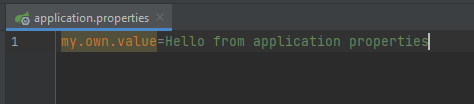 application.properties
1 my.own.value=Hello from application properties